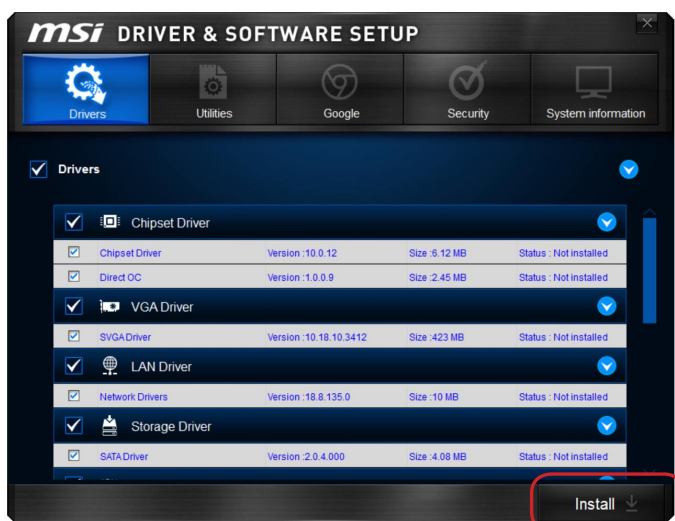 msi DRIVER & SOFTWARE SETUP
Drivers Utilities Google Security System information
Drivers
Chipset Driver
Chipset Driver Version :10.0.12 Size :6.12 MB Status : Not installed
Direct OC Version :1.0.0.9 Size :2.45 MB Status : Not installed
VGA Driver
SVGA Driver Version :10.18.10.3412 Size :423 MB Status : Not installed
LAN Driver
Network Drivers Version :18.8.135.0 Size :10 MB Status : Not installed
Storage Driver
SATA Driver Version :2.0.4.000 Size :4.08 MB Status : Not installed
Install